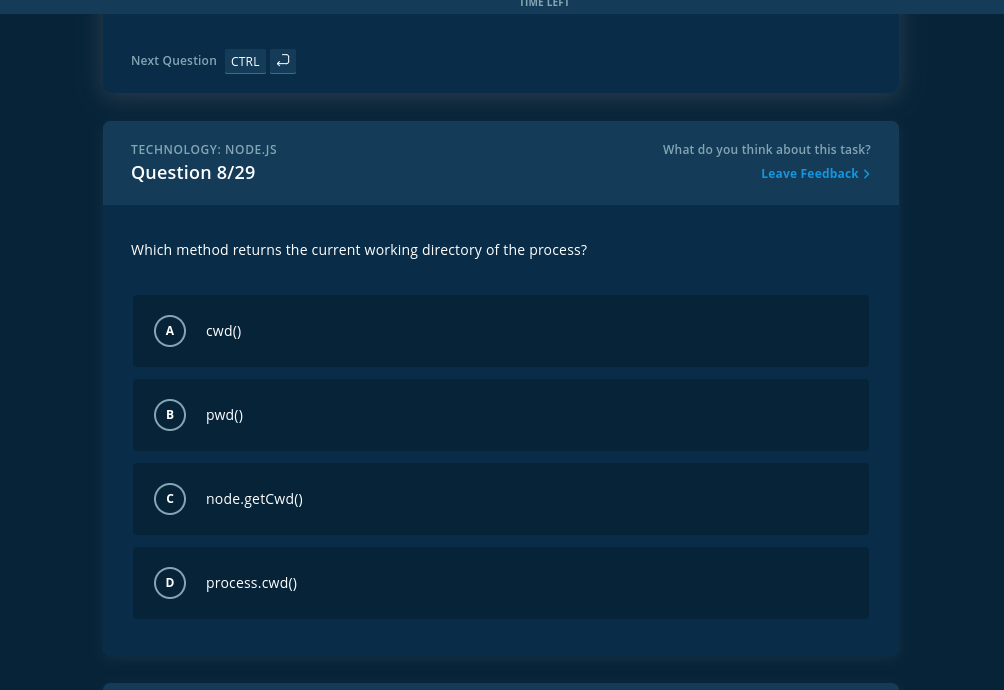 TIME LEFT
Next Question CTRL
TECHNOLOGY: NODE.JS
What do you think about this task?
Question 8/29
Leave Feedback
Which method returns the current working directory of the process?
A cwd()
B pwd()
C node.getCwd()
D process.cwd()